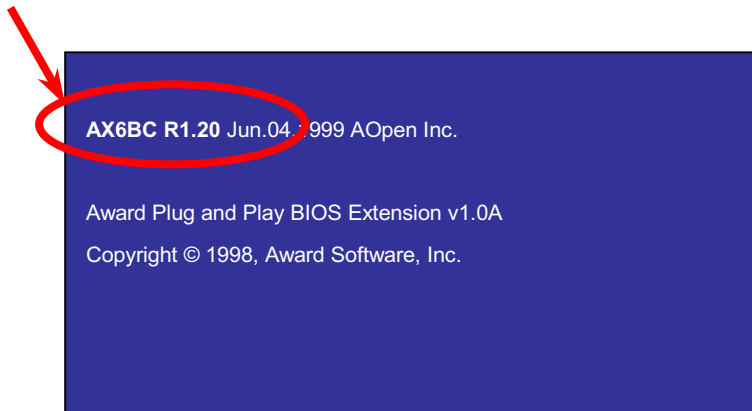 AX6BC R1.20 Jun.04.1999 AOpen Inc.
Award Plug and Play BIOS Extension v1.0A
Copyright © 1998, Award Software, Inc.